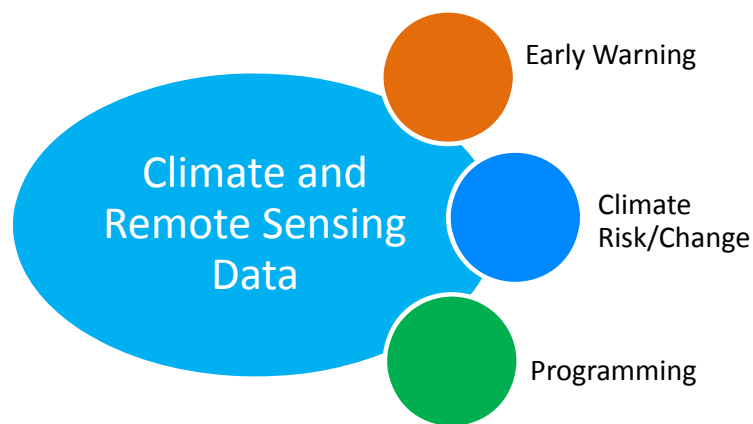 Early Warning
Climate and
Remote Sensing
Data
Climate
Risk/Change
Programming